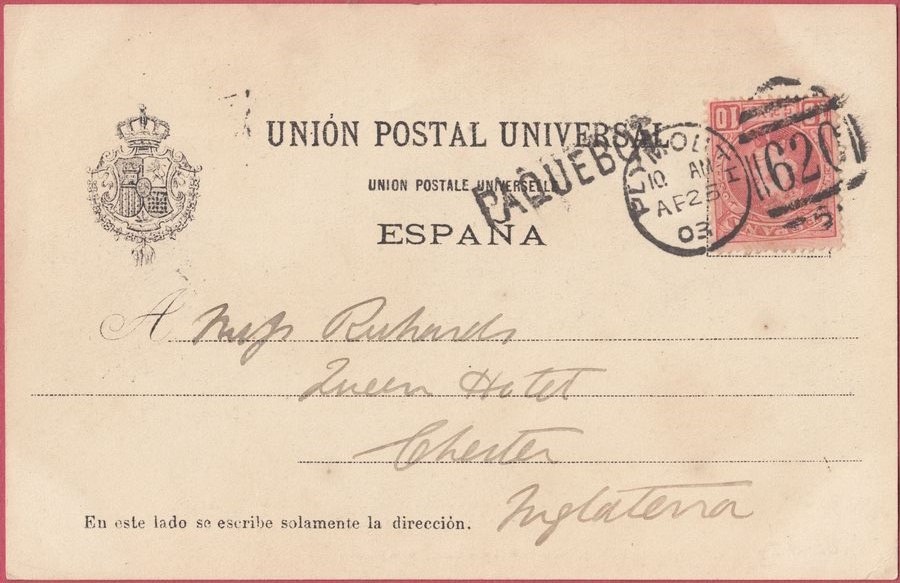 UNIÓN POSTAL UNIVERSAL
UNION POSTALE UNIVERSELLE
ESPAÑA
PAQUEBOT
PLYMOUTH
10 AM
AP 25
03
620
10
A Miss Richards
Queen Hotel
Chester
Inglaterra
En este lado se escribe solamente la dirección.